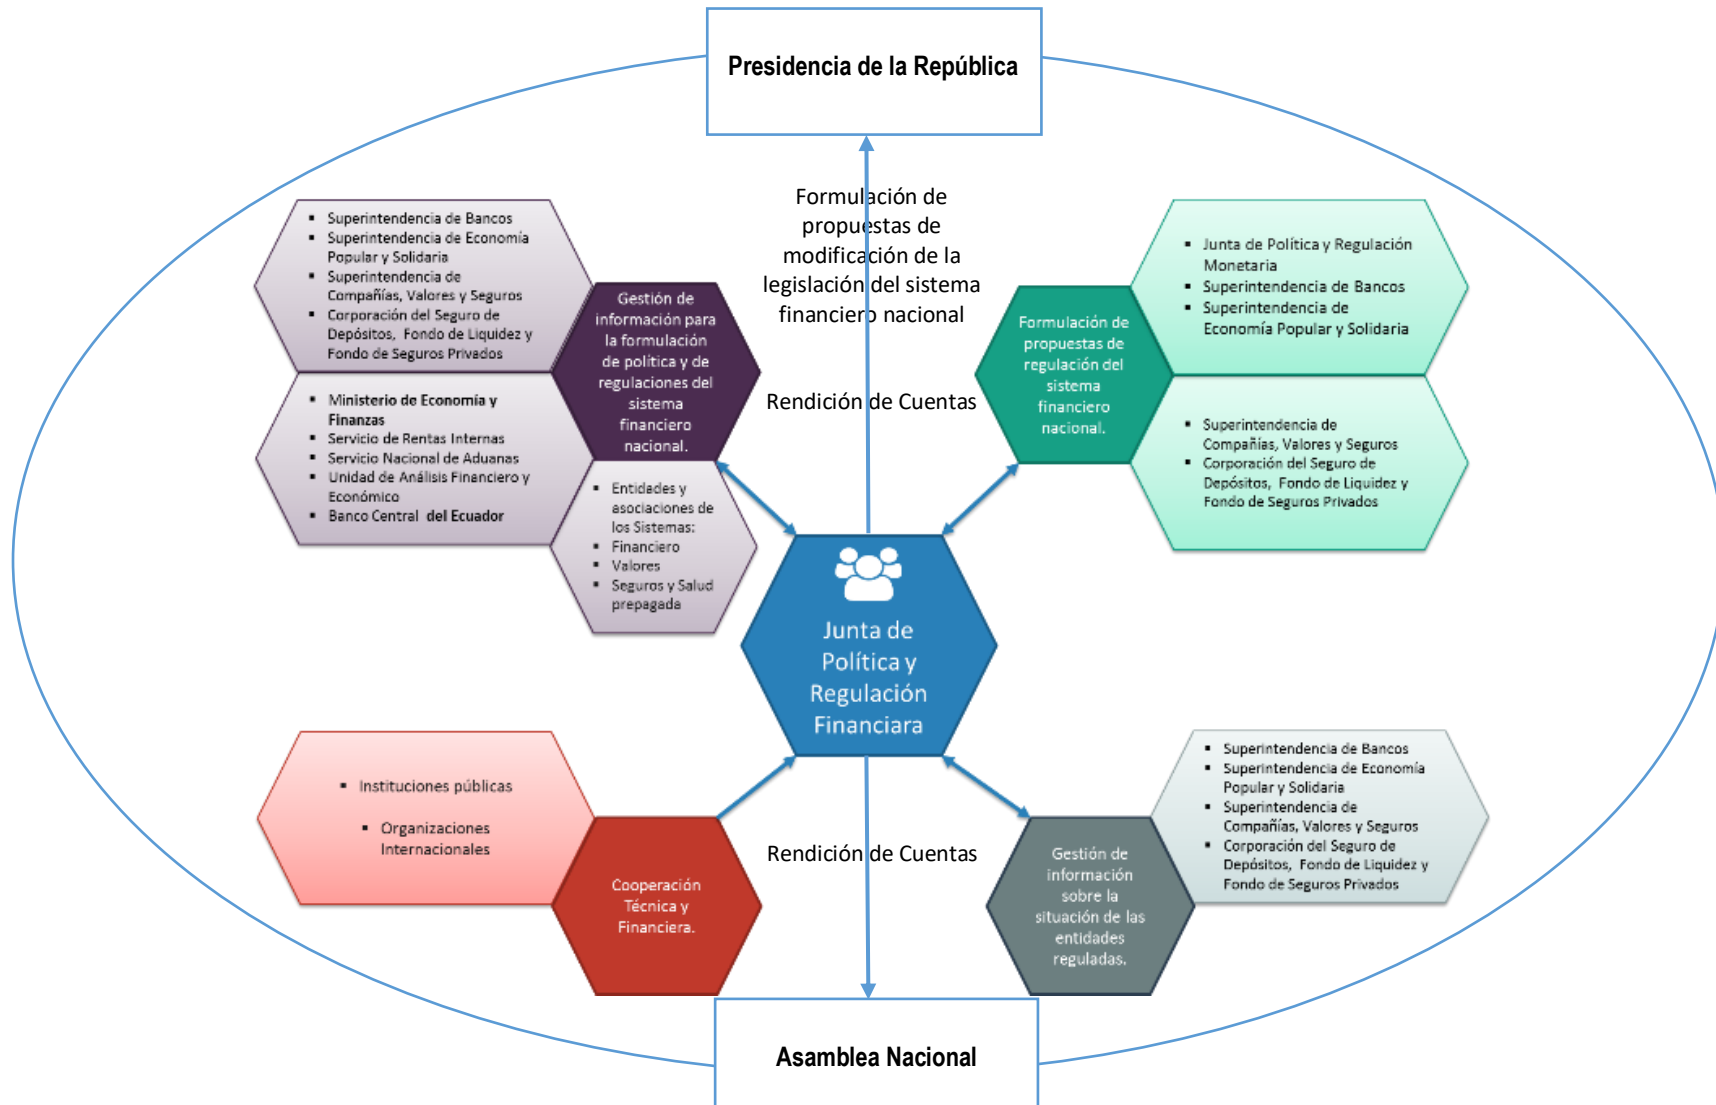 Presidencia de la República
Formulación de
propuestas de
modificación de la
legislación del sistema
financiero nacional
Rendición de Cuentas
▪ Superintendencia de Bancos
▪ Superintendencia de Economía
Popular y Solidaria
▪ Superintendencia de
Compañías, Valores y Seguros
▪ Corporación del Seguro de
Depósitos, Fondo de Liquidez y
Fondo de Seguros Privados
Gestión de
información para
la formulación
de política y de
regulaciones del
sistema
financiero
nacional.
▪ Ministerio de Economía y
Finanzas
▪ Servicio de Rentas Internas
▪ Servicio Nacional de Aduanas
▪ Unidad de Análisis Financiero y
Económico
▪ Banco Central del Ecuador
▪ Entidades y
asociaciones de
los Sistemas:
▪ Financiero
▪ Valores
▪ Seguros y Salud
prepagada
Formulación de
propuestas de
regulación del
sistema
financiero
nacional.
▪ Junta de Política y Regulación
Monetaria
▪ Superintendencia de Bancos
▪ Superintendencia de
Economía Popular y Solidaria
▪ Superintendencia de
Compañías, Valores y Seguros
▪ Corporación del Seguro de
Depósitos, Fondo de Liquidez y
Fondo de Seguros Privados
Junta de
Política y
Regulación
Financiara
▪ Instituciones públicas
▪ Organizaciones
Internacionales
Cooperación
Técnica y
Financiera.
Rendición de Cuentas
Gestión de
información
sobre la
situación de las
entidades
reguladas.
▪ Superintendencia de Bancos
▪ Superintendencia de Economía
Popular y Solidaria
▪ Superintendencia de
Compañías, Valores y Seguros
▪ Corporación del Seguro de
Depósitos, Fondo de Liquidez y
Fondo de Seguros Privados
Asamblea Nacional